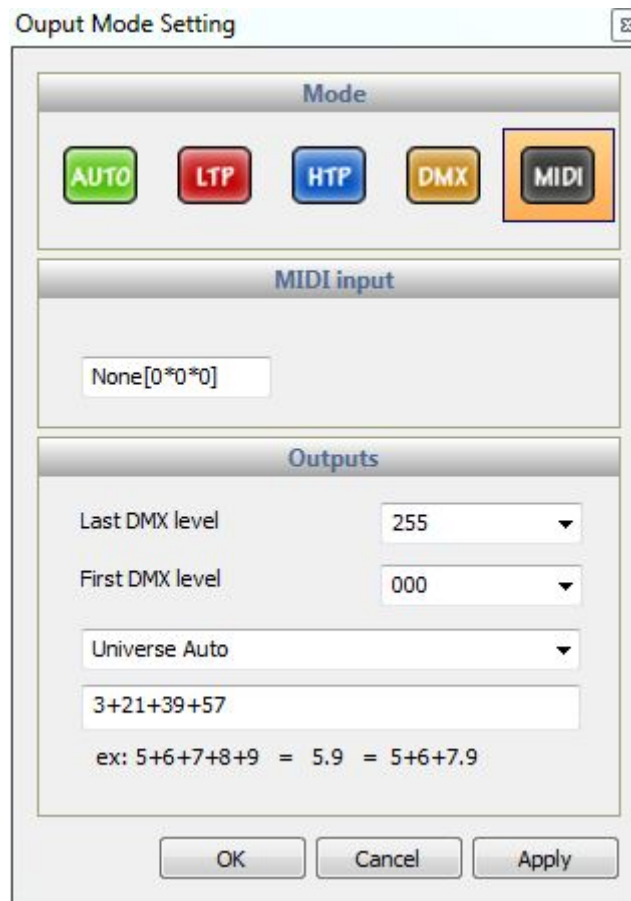 Ouput Mode Setting
Mode
AUTO LTP HTP DMX MIDI
MIDI input
None[0*0*0]
Outputs
Last DMX level 255
First DMX level 000
Universe Auto
3+21+39+57
ex: 5+6+7+8+9 = 5.9 = 5+6+7.9
OK Cancel Apply